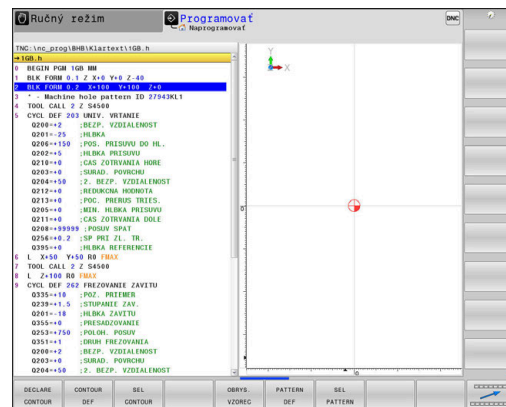 Ručný režim
Programovať
Naprogramovať
DNC
TNC:\nc_prog\BHB\Klartext\1GB.h
→1GB.h
0 BEGIN PGM 1GB MM
1 BLK FORM 0.1 Z X+0 Y+0 Z-40
2 BLK FORM 0.2 X+100 Y+100 Z+0
3 * - Machine hole pattern ID 27943KL1
4 TOOL CALL 2 Z S4500
5 CYCL DEF 203 UNIV. VRTANIE
Q200=+2 ;BEZP. VZDIALENOST
Q201=-25 ;HLBKA
Q206=+150 ;POS. PRISUVU DO HL.
Q202=+5 ;HLBKA PRISUVU
Q210=+0 ;CAS ZOTRVANIA HORE
Q203=+0 ;SURAD. POVRCHU
Q204=+50 ;2. BEZP. VZDIALENOST
Q212=+0 ;REDUKCNA HODNOTA
Q213=+0 ;POC. PRERUS TRIES.
Q205=+0 ;MIN. HLBKA PRISUVU
Q211=+0 ;CAS ZOTRVANIA DOLE
Q208=+99999 ;POSUV SPAT
Q256=+0.2 ;SP PRI ZL. TR.
Q395=+0 ;HLBKA REFERENCIE
6 L X+50 Y+50 R0 FMAX
7 TOOL CALL 2 Z S4500
8 L Z+100 R0 FMAX
9 CYCL DEF 262 FREZOVANIE ZAVITU
Q335=+10 ;POZ. PRIEMER
Q239=+1.5 ;STUPANIE ZAV.
Q201=-18 ;HLBKA ZAVITU
Q355=+0 ;PRESADZOVANIE
Q253=+750 ;POLOH. POSUV
Q351=+1 ;DRUH FREZOVANIA
Q200=+2 ;BEZP. VZDIALENOST
Q203=+0 ;SURAD. POVRCHU
Q204=+50 ;2. BEZP. VZDIALENOST
Y
X
0
0
DECLARE CONTOUR
CONTOUR DEF
SEL CONTOUR
OBRYS. VZOREC
PATTERN DEF
SEL PATTERN